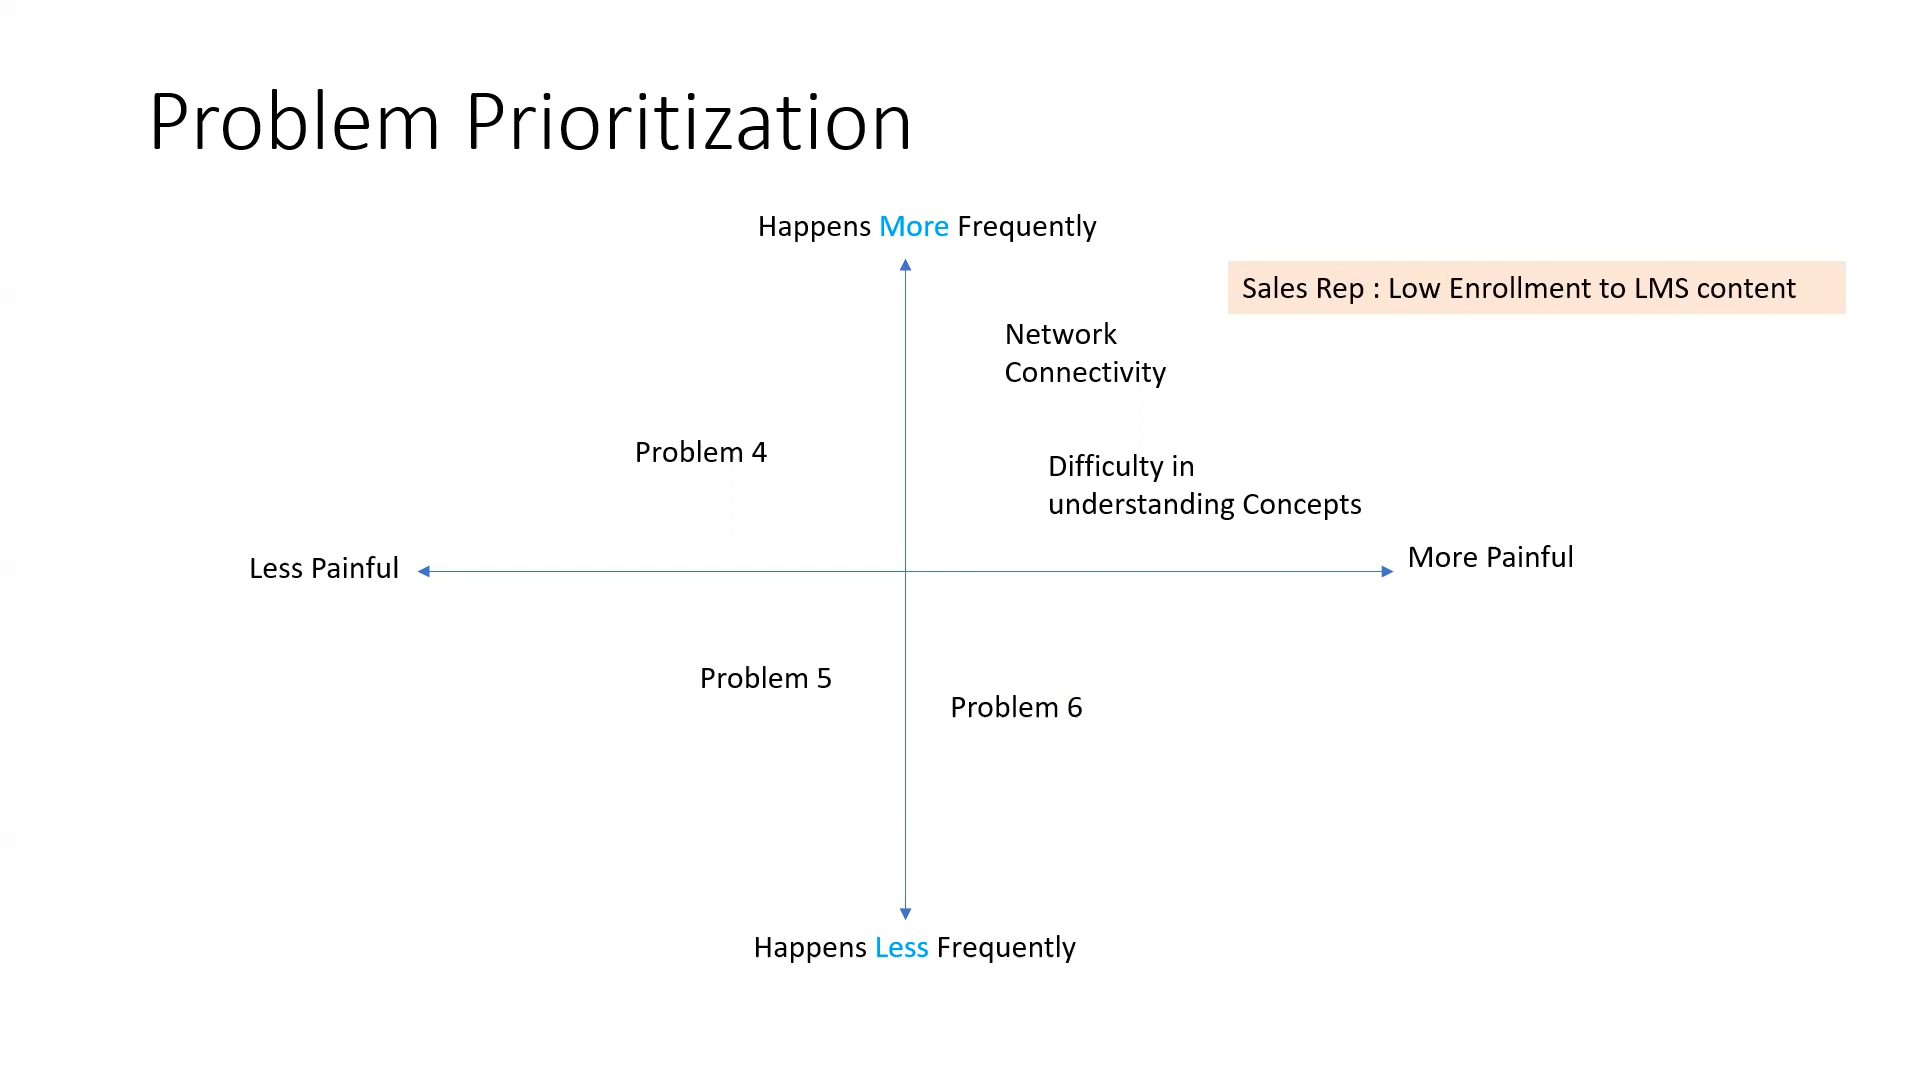 Problem Prioritization
Happens More Frequently
Sales Rep : Low Enrollment to LMS content
Network
Connectivity
Problem 4
Difficulty in
understanding Concepts
Less Painful
More Painful
Problem 5
Problem 6
Happens Less Frequently